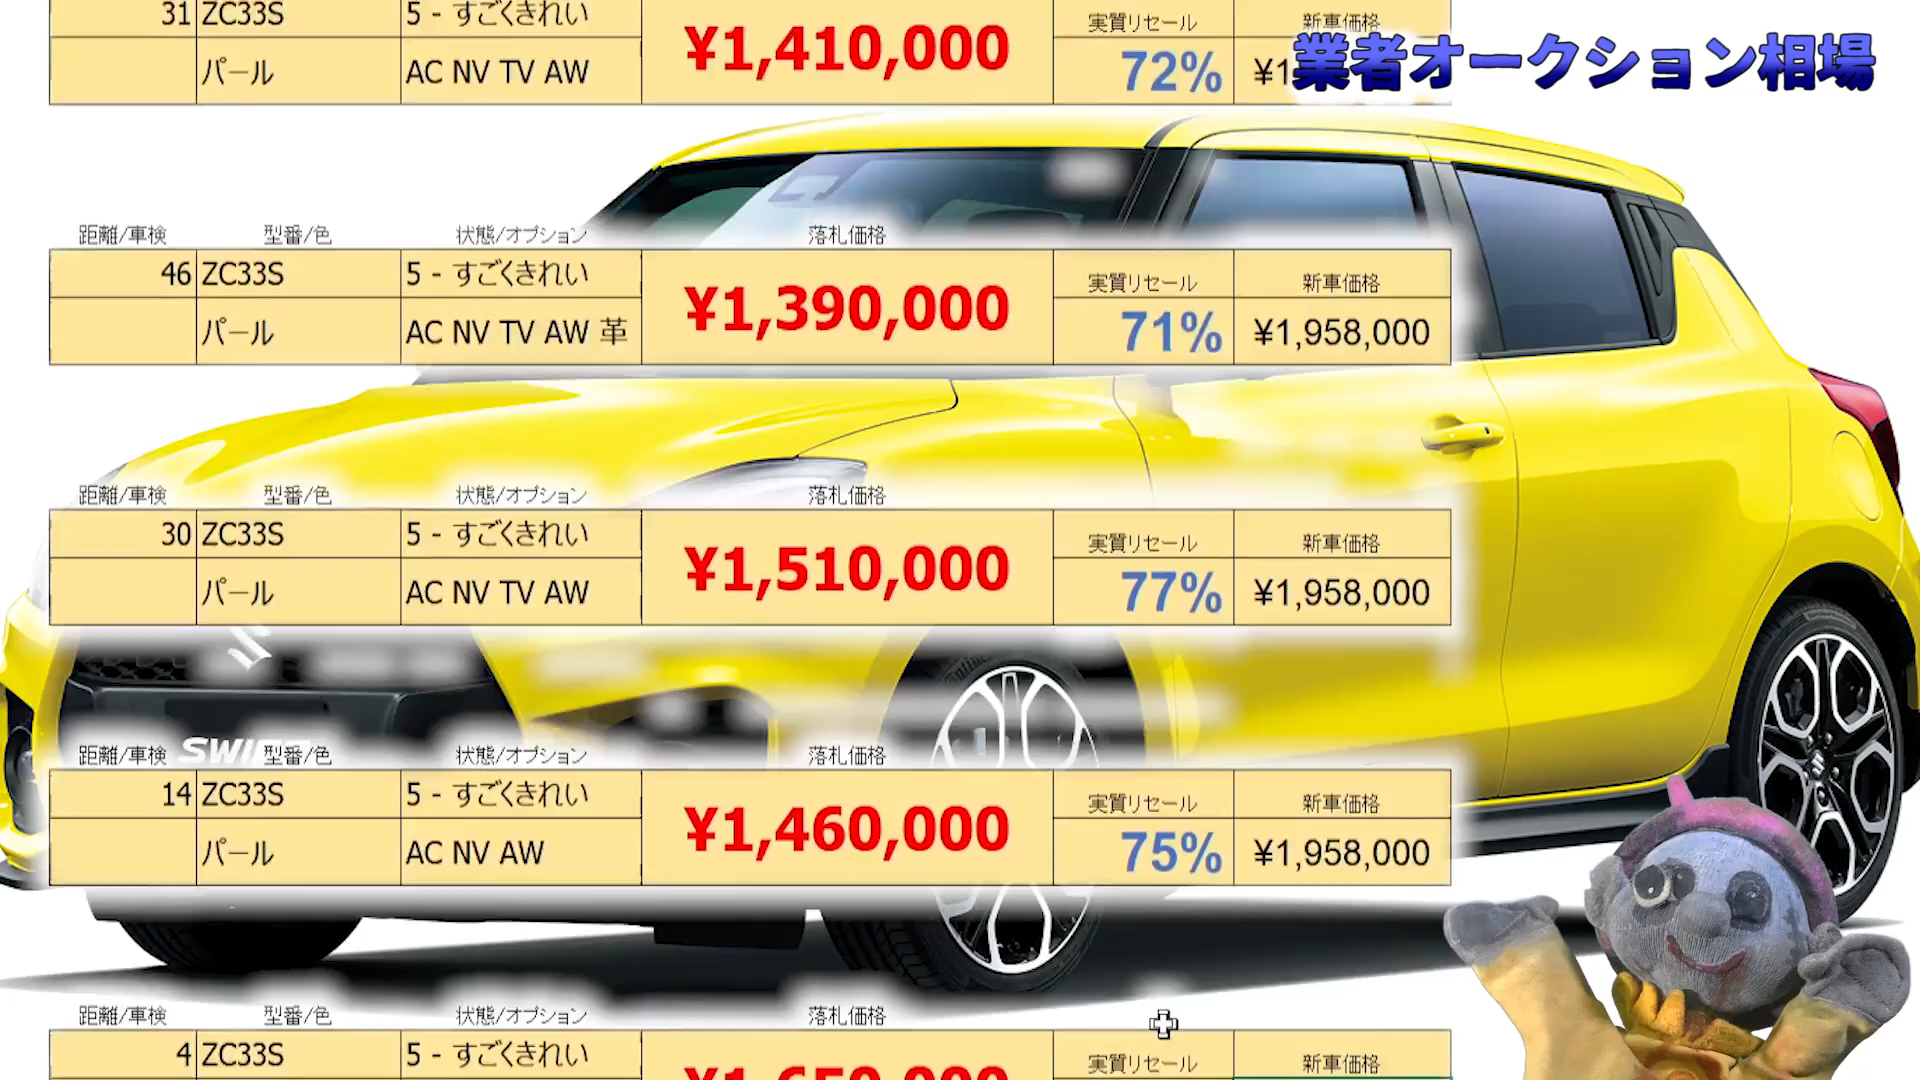 31 ZC33S 5 - すごくきれい ¥1,410,000 実質リセール 新車価格
パール AC NV TV AW 72% ¥1
業者オークション相場
距離/車検 型番/色 状態/オプション 落札価格
46 ZC33S 5 - すごくきれい ¥1,390,000 実質リセール 新車価格
パール AC NV TV AW 革 71% ¥1,958,000
距離/車検 型番/色 状態/オプション 落札価格
30 ZC33S 5 - すごくきれい ¥1,510,000 実質リセール 新車価格
パール AC NV TV AW 77% ¥1,958,000
距離/車検 型番/色 状態/オプション 落札価格
14 ZC33S 5 - すごくきれい ¥1,460,000 実質リセール 新車価格
パール AC NV AW 75% ¥1,958,000
距離/車検 型番/色 状態/オプション 落札価格
4 ZC33S 5 - すごくきれい 実質リセール 新車価格